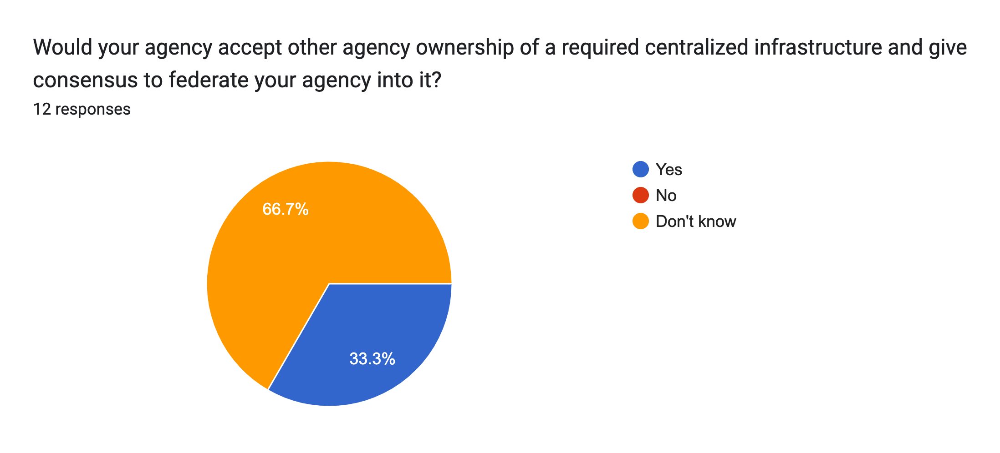 Would your agency accept other agency ownership of a required centralized infrastructure and give
consensus to federate your agency into it?
12 responses
Yes
No
Don't know
66.7%
33.3%